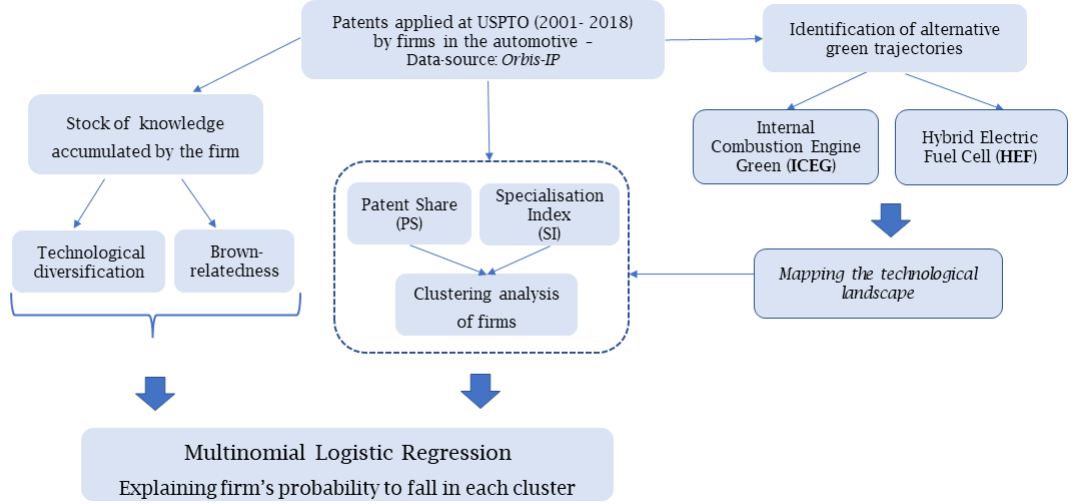 Patents applied at USPTO (2001- 2018)
by firms in the automotive –
Data-source: Orbis-IP
Identification of alternative
green trajectories
Stock of knowledge
accumulated by the firm
Internal
Combustion Engine
Green (ICEG)
Hybrid Electric
Fuel Cell (HEF)
Patent Share
(PS)
Specialisation
Index
(SI)
Technological
diversification
Brown-
relatedness
Mapping the technological
landscape
Clustering analysis
of firms
Multinomial Logistic Regression
Explaining firm's probability to fall in each cluster